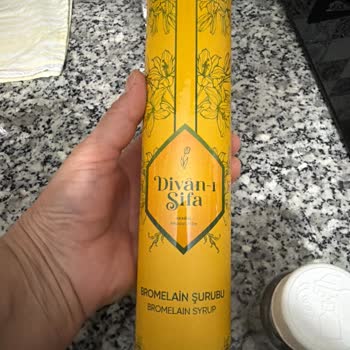 Divân-ı
Şifa
BROMELAİN ŞURUBU
BROMELAIN SYRUP